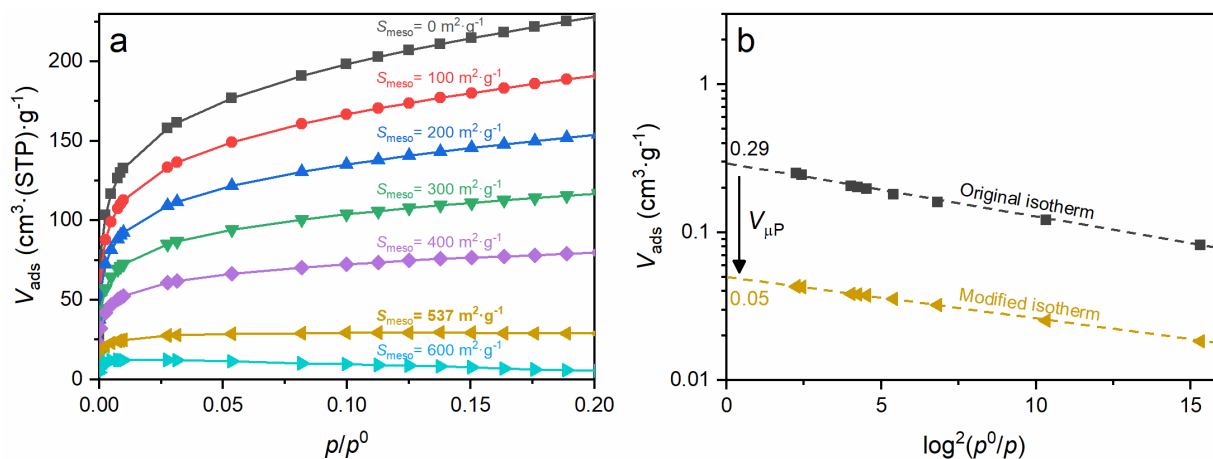 a
V_ads (cm³·(STP)·g⁻¹)
225
200
150
100
50
0
0.00 0.05 0.10 0.15 0.20
p/p⁰
S_meso= 0 m²·g⁻¹
S_meso= 100 m²·g⁻¹
S_meso= 200 m²·g⁻¹
S_meso= 300 m²·g⁻¹
S_meso= 400 m²·g⁻¹
S_meso= 537 m²·g⁻¹
S_meso= 600 m²·g⁻¹
b
V_ads (cm³·g⁻¹)
1
0.1
0.01
0.29
Original isotherm
V_μP
0.05
Modified isotherm
0 5 10 15
log²(p⁰/p)